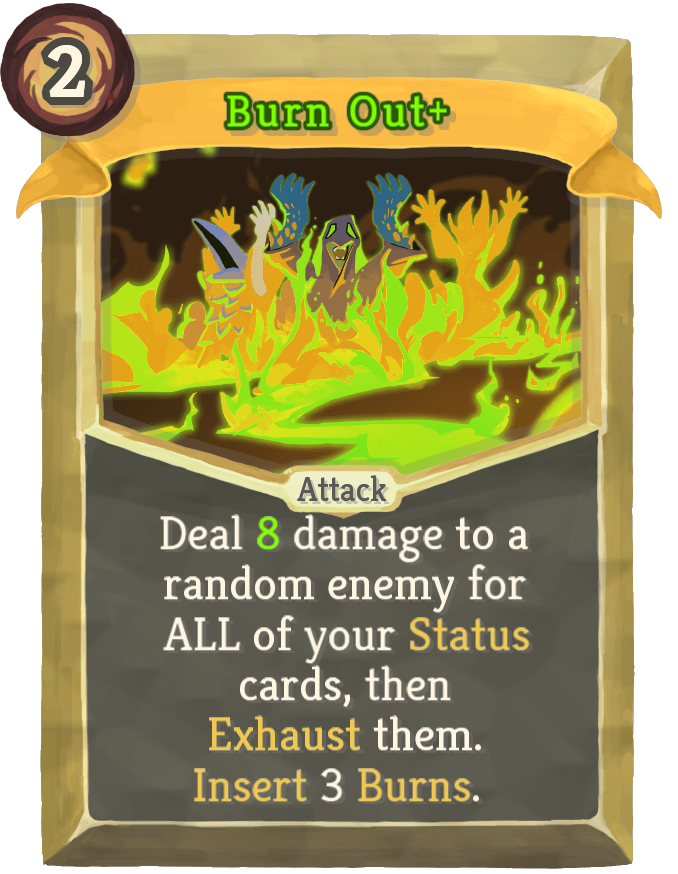 2
Burn Out+
Attack
Deal 8 damage to a
random enemy for
ALL of your Status
cards, then
Exhaust them.
Insert 3 Burns.